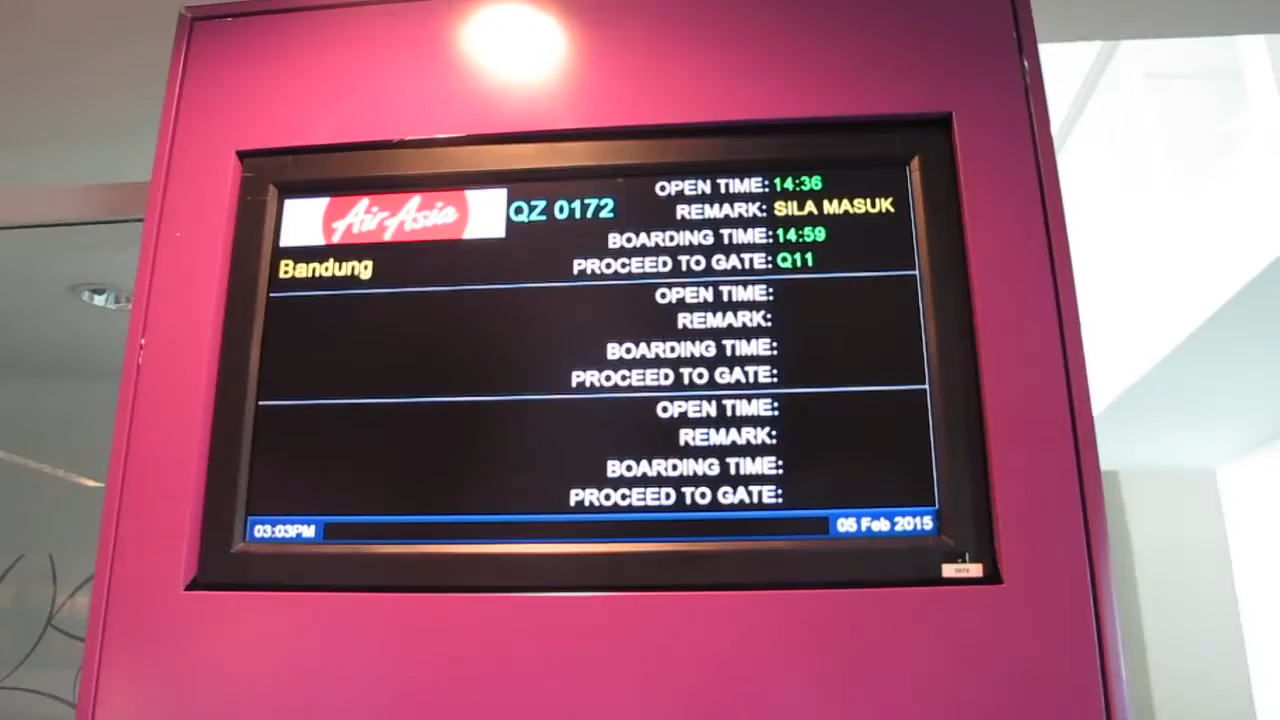 OPEN TIME: 14:36
AirAsia QZ 0172
REMARK: SILA MASUK
BOARDING TIME: 14:59
Bandung
PROCEED TO GATE: Q11
OPEN TIME:
REMARK:
BOARDING TIME:
PROCEED TO GATE:
OPEN TIME:
REMARK:
BOARDING TIME:
PROCEED TO GATE:
03:03PM
05 Feb 2015